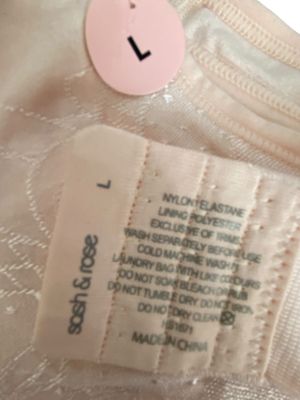 L
sash & rose
L
NYLON/ ELASTANE
LINING POLYESTER
EXCLUSIVE OF TRIMS
WASH SEPARATELY BEFORE USE
COLD MACHINE WASH IN
LAUNDRY BAG WITH LIKE COLOURS
DO NOT SOAK BLEACH OR RUB
DO NOT TUMBLE DRY. DO NOT IRON.
DO NOT DRY CLEAN
MADE IN CHINA